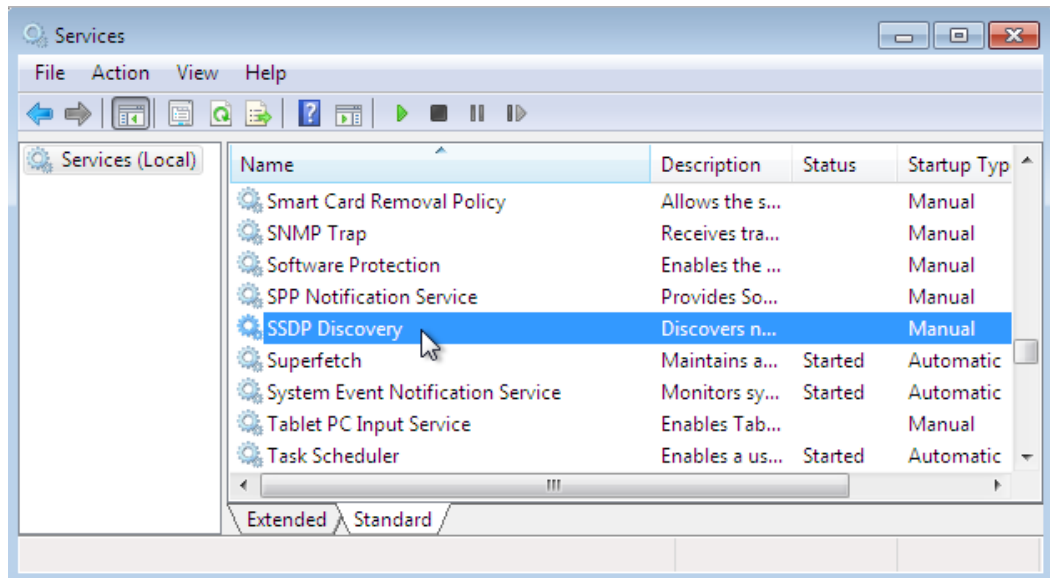 Services
File Action View Help
Services (Local)
Name Description Status Startup Typ
Smart Card Removal Policy Allows the s... Manual
SNMP Trap Receives tra... Manual
Software Protection Enables the ... Manual
SPP Notification Service Provides So... Manual
SSDP Discovery Discovers n... Manual
Superfetch Maintains a... Started Automatic
System Event Notification Service Monitors sy... Started Automatic
Tablet PC Input Service Enables Tab... Manual
Task Scheduler Enables a us... Started Automatic
Extended Standard